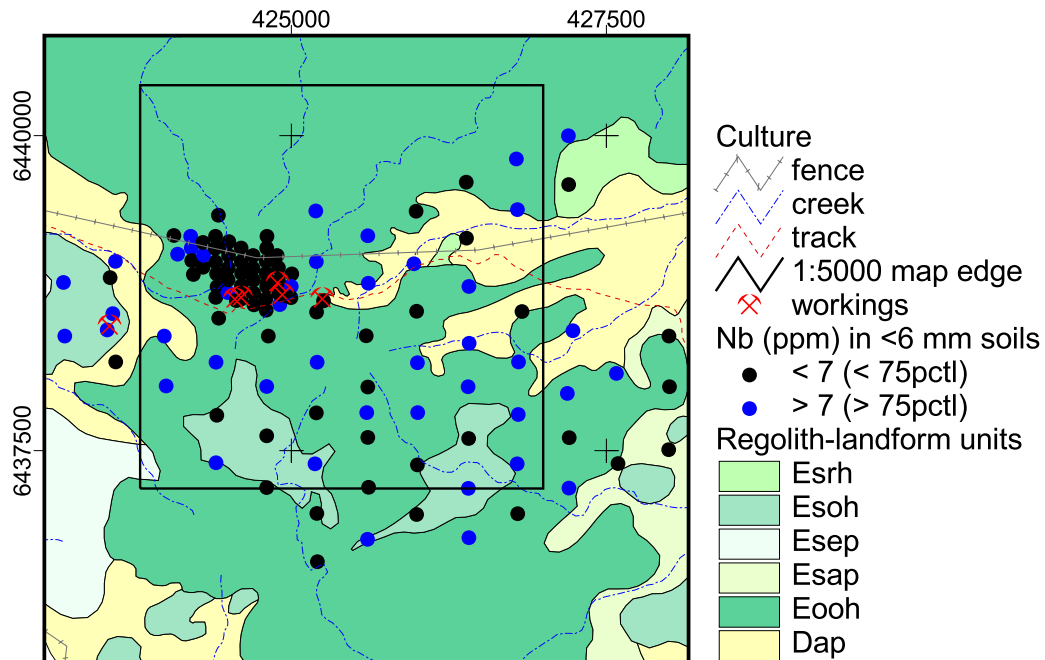 425000 427500
6440000
6437500
Culture
fence
creek
track
1:5000 map edge
workings
Nb (ppm) in <6 mm soils
< 7 (< 75pctl)
> 7 (> 75pctl)
Regolith-landform units
Esrh
Esoh
Esep
Esap
Eooh
Dap